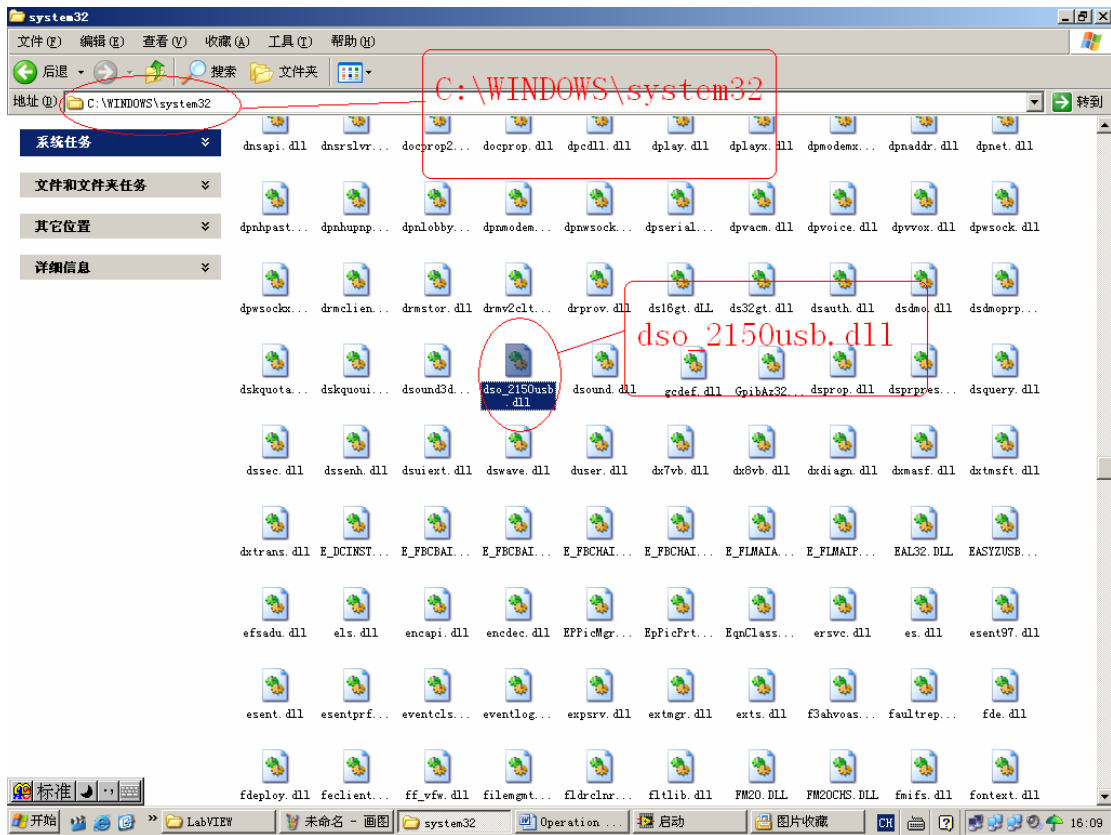 system32
文件(F) 编辑(E) 查看(V) 收藏(A) 工具(T) 帮助(H)
后退 搜索 文件夹
地址(D) C:\WINDOWS\system32 转到
C:\WINDOWS\system32
系统任务
文件和文件夹任务
其它位置
详细信息
dnsapi.dll dnsrslvr... docprop2... docprop.dll dpcdll.dll dplay.dll dplayx.dll dpmodemx... dpnaddr.dll dpnet.dll
dpnhpast... dpnhupnp... dpnlobby... dpnmodem... dpnwsock... dpserial... dpvacm.dll dpvoice.dll dpvvox.dll dpwsock.dll
dpwsockx... drmclien... drmstor.dll drmv2clt... drprov.dll ds16gt.dLL ds32gt.dll dsauth.dll dsdmo.dll dsdmoprp...
dso_2150usb.dll
dskquota... dskquoui... dsound3d... dso_2150usb dsound.dll gcdef.dll GpibAz32... dsprop.dll dsprpres... dsquery.dll
.dll
dssec.dll dssenh.dll dsuiext.dll dswave.dll duser.dll dx7vb.dll dx8vb.dll dxdiagn.dll dxmasf.dll dxtmsft.dll
dxtrans.dll E_DCINST... E_FBCBAI... E_FBCBAI... E_FBCHAI... E_FBCHAI... E_FLMAIA... E_FLMAIP... EAL32.DLL EASYZUSB...
efsadu.dll els.dll encapi.dll encdec.dll EPPicMgr... EpPicPrt... EqnClass... ersvc.dll es.dll esent97.dll
esent.dll esentprf... eventcls... eventlog... expsrv.dll extmgr.dll exts.dll f3ahvoas... faultrep... fde.dll
fdeploy.dll feclient... ff_vfw.dll filemgmt... fldrclnr... fltlib.dll FM20.DLL FM20CHS.DLL fmifs.dll fontext.dll
标准
开始 LabVIEW 未命名 - 画图 system32 Operation ... 启动 图片收藏 CH 16:09